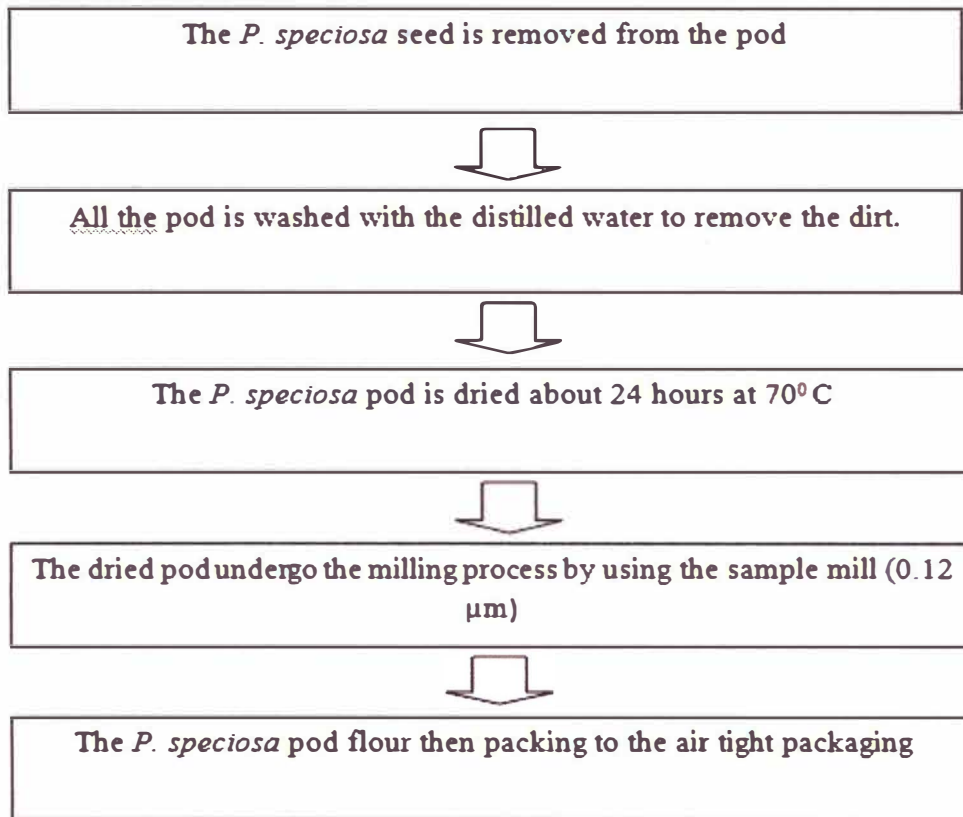 The P. speciosa seed is removed from the pod
All the pod is washed with the distilled water to remove the dirt.
The P. speciosa pod is dried about 24 hours at 70⁰ C
The dried pod undergo the milling process by using the sample mill (0.12
μm)
The P. speciosa pod flour then packing to the air tight packaging